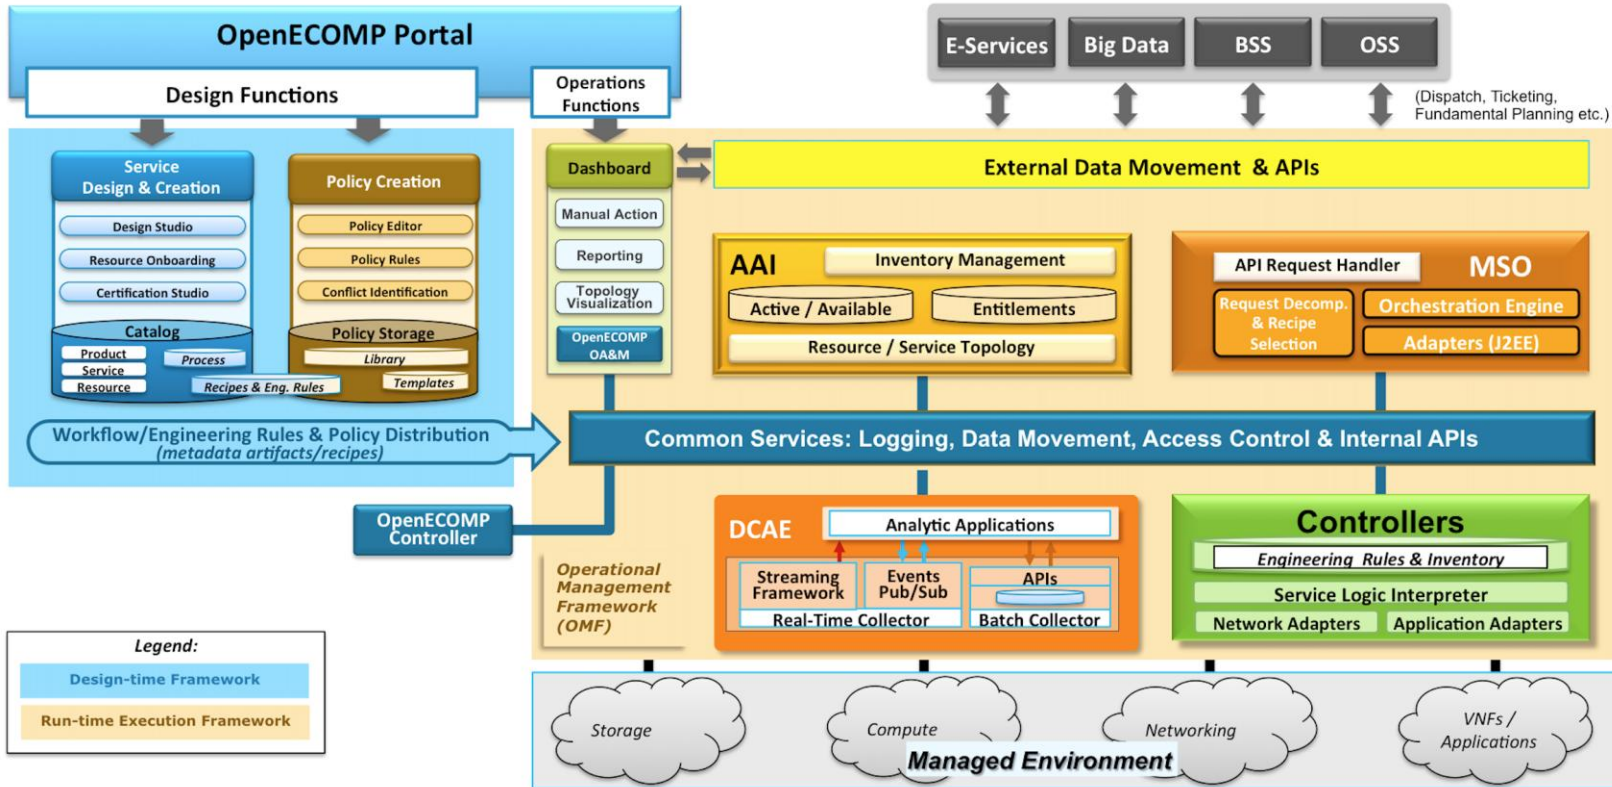 OpenECOMP Portal
Design Functions
Operations
Functions
E-Services
Big Data
BSS
OSS
(Dispatch, Ticketing,
Fundamental Planning etc.)
Service
Design & Creation
Design Studio
Resource Onboarding
Certification Studio
Catalog
Product
Service
Resource
Process
Recipes & Eng. Rules
Policy Creation
Policy Editor
Policy Rules
Conflict Identification
Policy Storage
Library
Templates
Workflow/Engineering Rules & Policy Distribution
(metadata artifacts/recipes)
Dashboard
Manual Action
Reporting
Topology
Visualization
OpenECOMP
OA&M
External Data Movement & APIs
AAI
Inventory Management
Active / Available
Entitlements
Resource / Service Topology
API Request Handler
MSO
Request Decomp.
& Recipe
Selection
Orchestration Engine
Adapters (J2EE)
Common Services: Logging, Data Movement, Access Control & Internal APIs
OpenECOMP
Controller
Operational
Management
Framework
(OMF)
DCAE
Analytic Applications
Streaming
Framework
Events
Pub/Sub
APIs
Real-Time Collector
Batch Collector
Controllers
Engineering Rules & Inventory
Service Logic Interpreter
Network Adapters
Application Adapters
Legend:
Design-time Framework
Run-time Execution Framework
Storage
Compute
Networking
VNFs /
Applications
Managed Environment